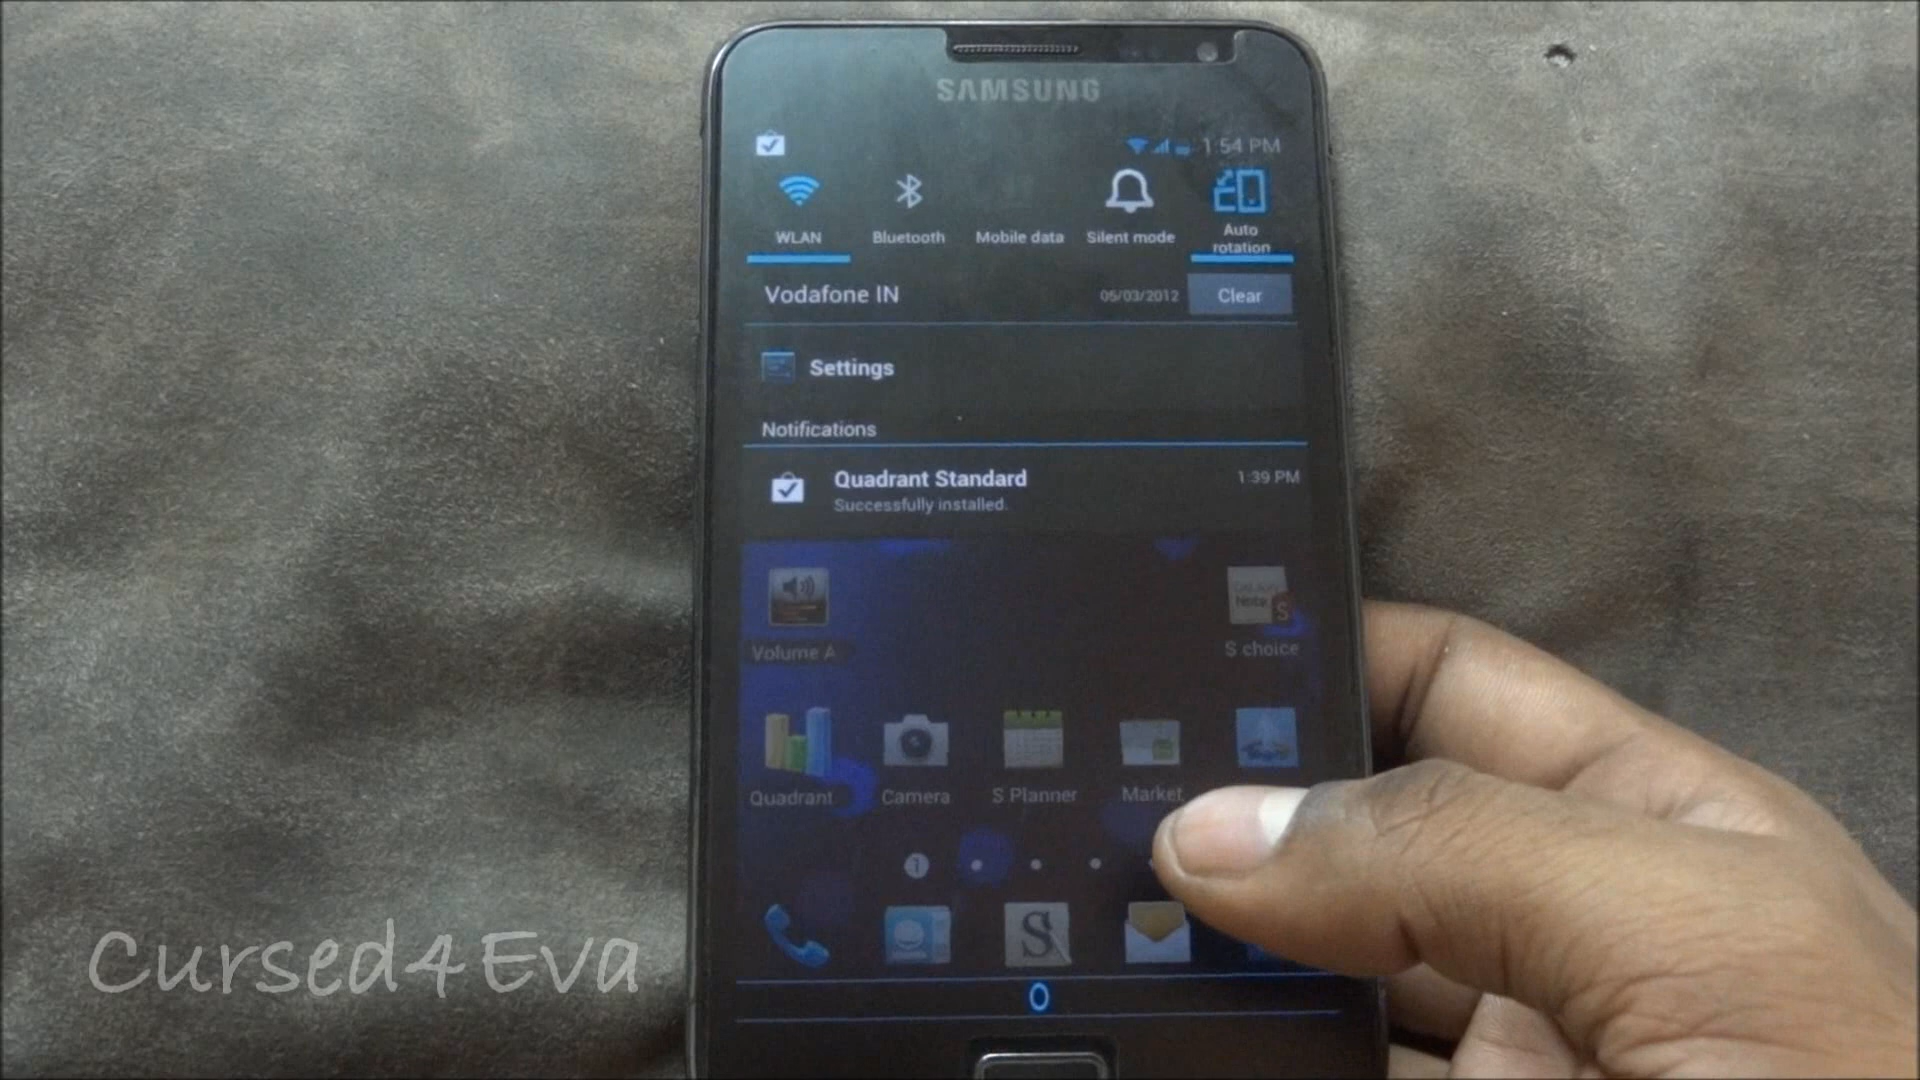 SAMSUNG
1:54 PM
WLAN
Bluetooth
Mobile data
Silent mode
Auto
rotation
Vodafone IN
05/03/2012
Clear
Settings
Notifications
Quadrant Standard
1:39 PM
Successfully installed.
Volume A
S choice
Quadrant
Camera
S Planner
Market
1
S
Cursed4Eva